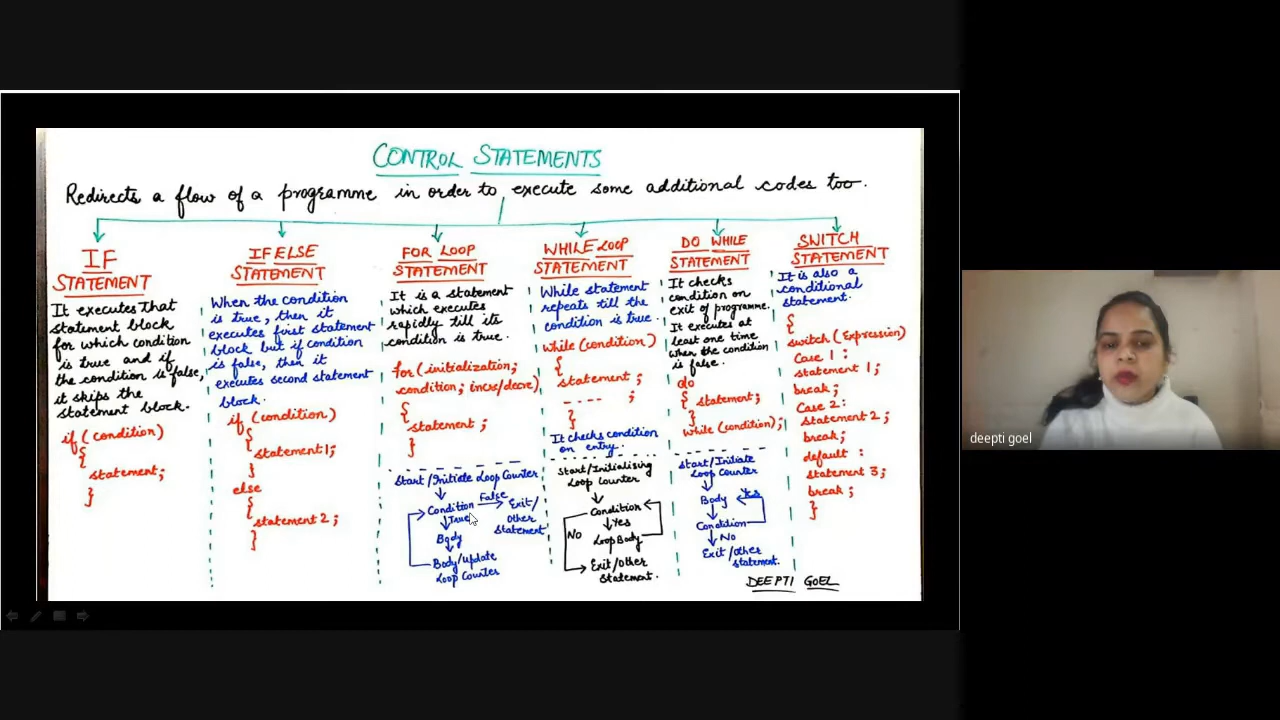 CONTROL STATEMENTS
Redirects a flow of a programme in order to execute some additional codes too.
IF
STATEMENT
It executes that
statement block
for which condition
is true and if
the condition is false,
it skips the
statement block.
if (condition)
{
statement;
}
IF ELSE
STATEMENT
When the condition
is true, then it
executes first statement
block but if condition
is false, then it
executes second statement
block.
if (condition)
{
statement1;
}
else
{
statement 2;
}
FOR LOOP
STATEMENT
It is a statement
which executes
rapidly till its
condition is true.
for(initialization;
condition; incre/decre)
{
statement;
}
Start/Initiate Loop Counter
Condition
False
Exit/
Other
Statement
True
Body
Body/Update
Loop Counter
WHILE LOOP
STATEMENT
While statement
repeats till the
condition is true.
while(condition)
{
statement;
---- ;
}
It checks condition
on entry.
Start/Initialising
Loop Counter
Condition
Yes
No
Loop Body
Exit/Other
Statement.
DO WHILE
STATEMENT
It checks
condition on
exit of programme.
It executes at
least one time
when the condition
is false.
do
{ statement;
}
while (condition);
Start/Initiate
Loop Counter
Body
Yes
Condition
No
Exit/Other
statement.
SWITCH
STATEMENT
It is also a
conditional
statement.
{
switch(Expression)
Case 1:
statement 1;
break;
Case 2:
statement 2;
break;
default :
statement 3;
break;
}
DEEPTI GOEL
deepti goel